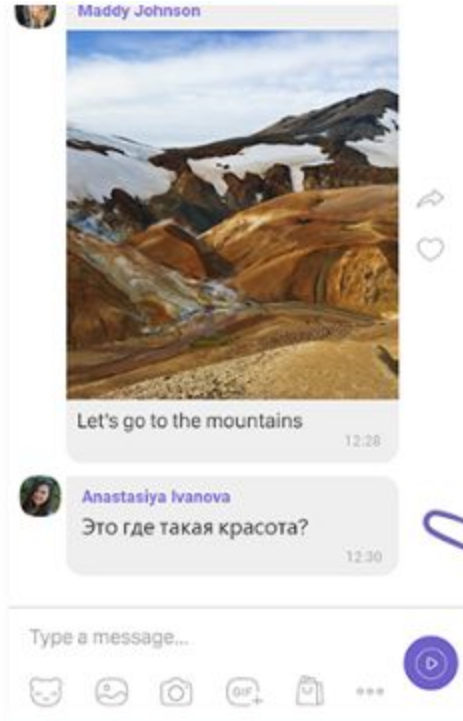 Maddy Johnson
Let's go to the mountains
12:28
Anastasiya Ivanova
Это где такая красота?
12:30
Type a message...
GIF